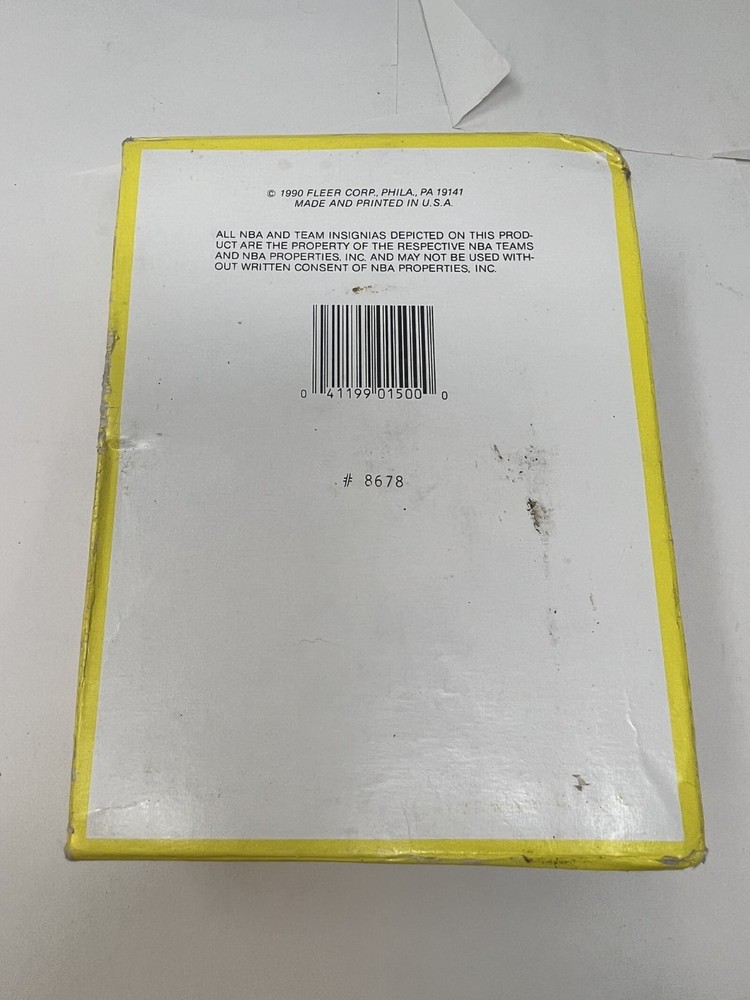 © 1990 FLEER CORP., PHILA., PA 19141
MADE AND PRINTED IN U.S.A.
ALL NBA AND TEAM INSIGNIAS DEPICTED ON THIS PROD-
UCT ARE THE PROPERTY OF THE RESPECTIVE NBA TEAMS
AND NBA PROPERTIES, INC. AND MAY NOT BE USED WITH-
OUT WRITTEN CONSENT OF NBA PROPERTIES, INC.
0 41199 01500 0
# 8678